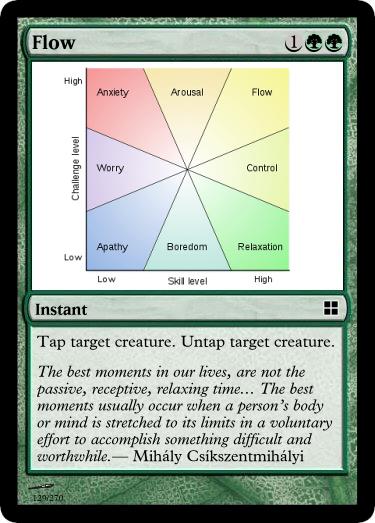 Flow 1
High
Anxiety Arousal Flow
Challenge level
Worry Control
Apathy Boredom Relaxation
Low
Low Skill level High
Instant
Tap target creature. Untap target creature.
The best moments in our lives, are not the
passive, receptive, relaxing time… The best
moments usually occur when a person's body
or mind is stretched to its limits in a voluntary
effort to accomplish something difficult and
worthwhile.— Mihály Csíkszentmihályi
129/270